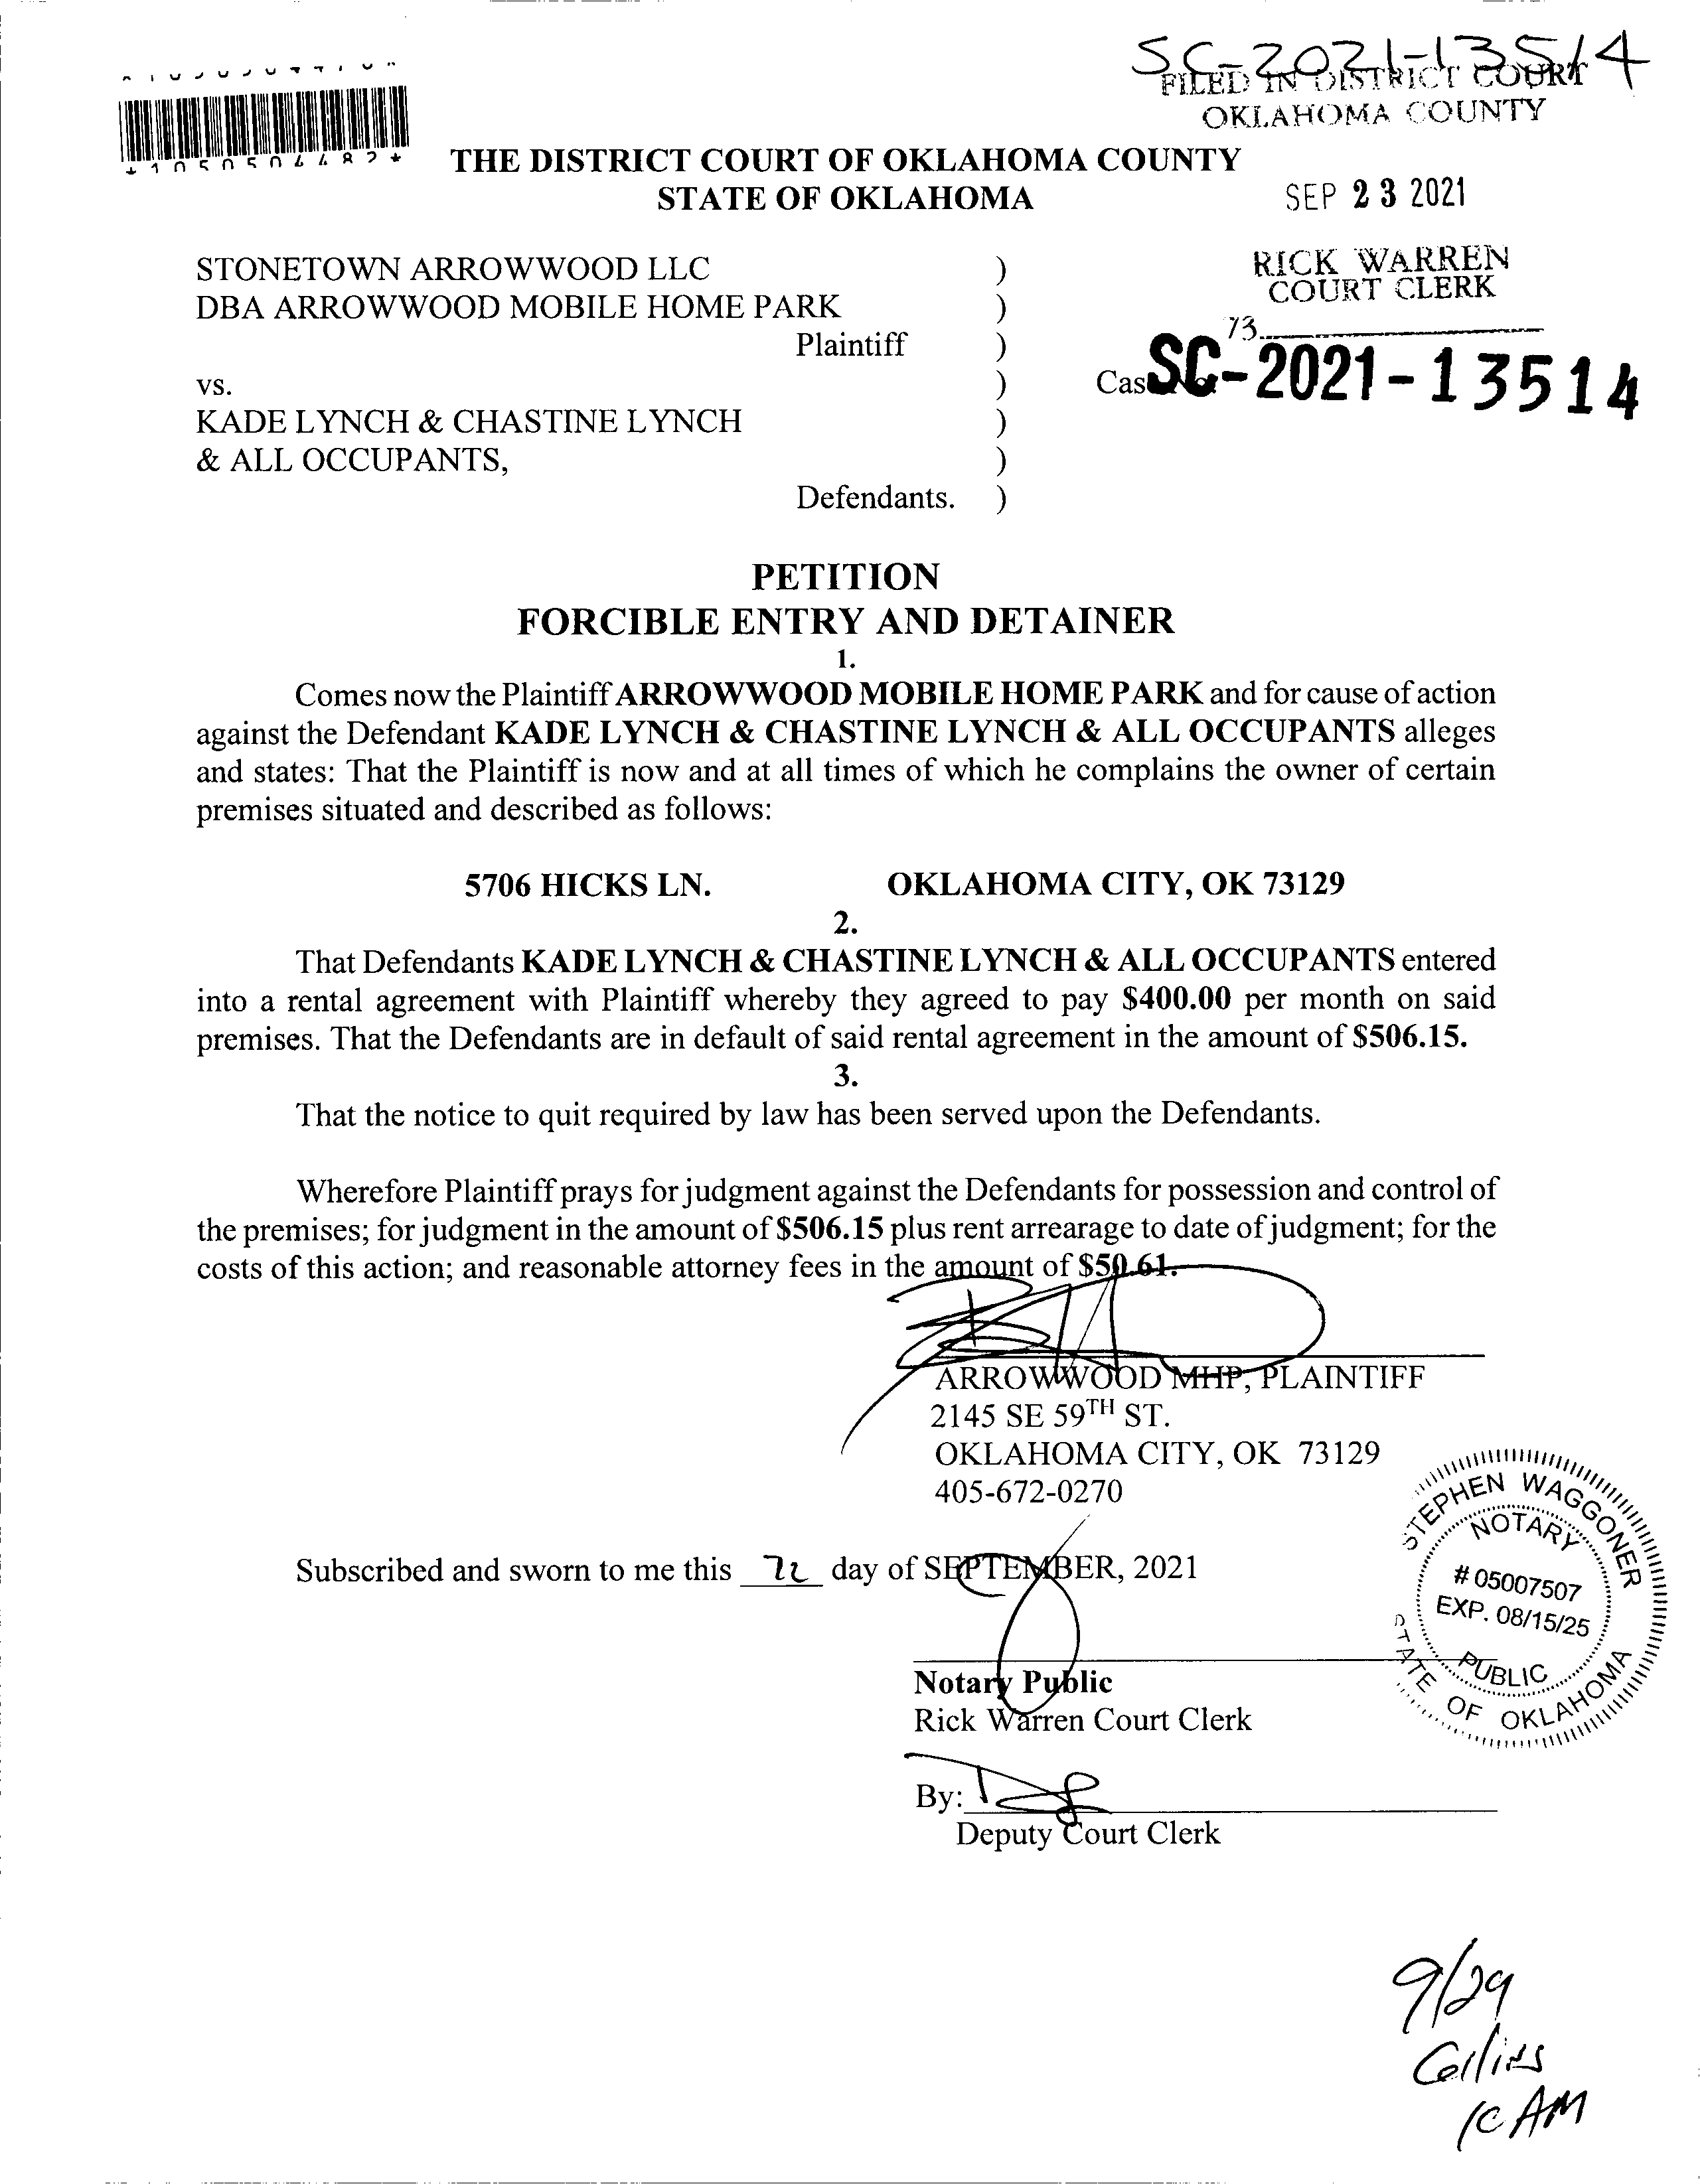 SC-2021-13514
FILED IN DISTRICT COURT
OKLAHOMA COUNTY
*1050504482*
THE DISTRICT COURT OF OKLAHOMA COUNTY
STATE OF OKLAHOMA
SEP 23 2021
STONETOWN ARROWWOOD LLC )
DBA ARROWWOOD MOBILE HOME PARK )
Plaintiff )
RICK WARREN
COURT CLERK
73
vs. )
Cas SC-2021-13514
KADE LYNCH & CHASTINE LYNCH )
& ALL OCCUPANTS, )
Defendants. )
PETITION
FORCIBLE ENTRY AND DETAINER
1.
Comes now the Plaintiff ARROWWOOD MOBILE HOME PARK and for cause of action
against the Defendant KADE LYNCH & CHASTINE LYNCH & ALL OCCUPANTS alleges
and states: That the Plaintiff is now and at all times of which he complains the owner of certain
premises situated and described as follows:
5706 HICKS LN. OKLAHOMA CITY, OK 73129
2.
That Defendants KADE LYNCH & CHASTINE LYNCH & ALL OCCUPANTS entered
into a rental agreement with Plaintiff whereby they agreed to pay $400.00 per month on said
premises. That the Defendants are in default of said rental agreement in the amount of $506.15.
3.
That the notice to quit required by law has been served upon the Defendants.
Wherefore Plaintiff prays for judgment against the Defendants for possession and control of
the premises; for judgment in the amount of $506.15 plus rent arrearage to date of judgment; for the
costs of this action; and reasonable attorney fees in the amount of $50.61.
ARROWWOOD MHP, PLAINTIFF
2145 SE 59TH ST.
OKLAHOMA CITY, OK 73129
405-672-0270
Subscribed and sworn to me this 22 day of SEPTEMBER, 2021
STEPHEN WAGGONER
NOTARY
# 05007507
EXP. 08/15/25
PUBLIC
STATE OF OKLAHOMA
Notary Public
Rick Warren Court Clerk
By:
Deputy Court Clerk
9/29
Collins
10 AM